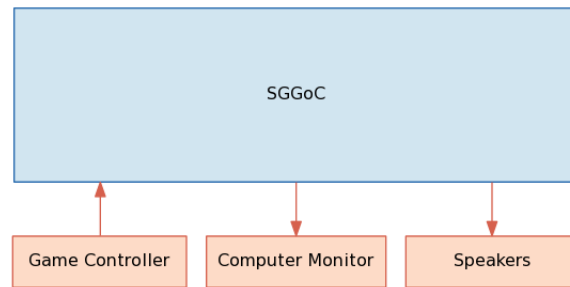 SGGoC
Game Controller
Computer Monitor
Speakers